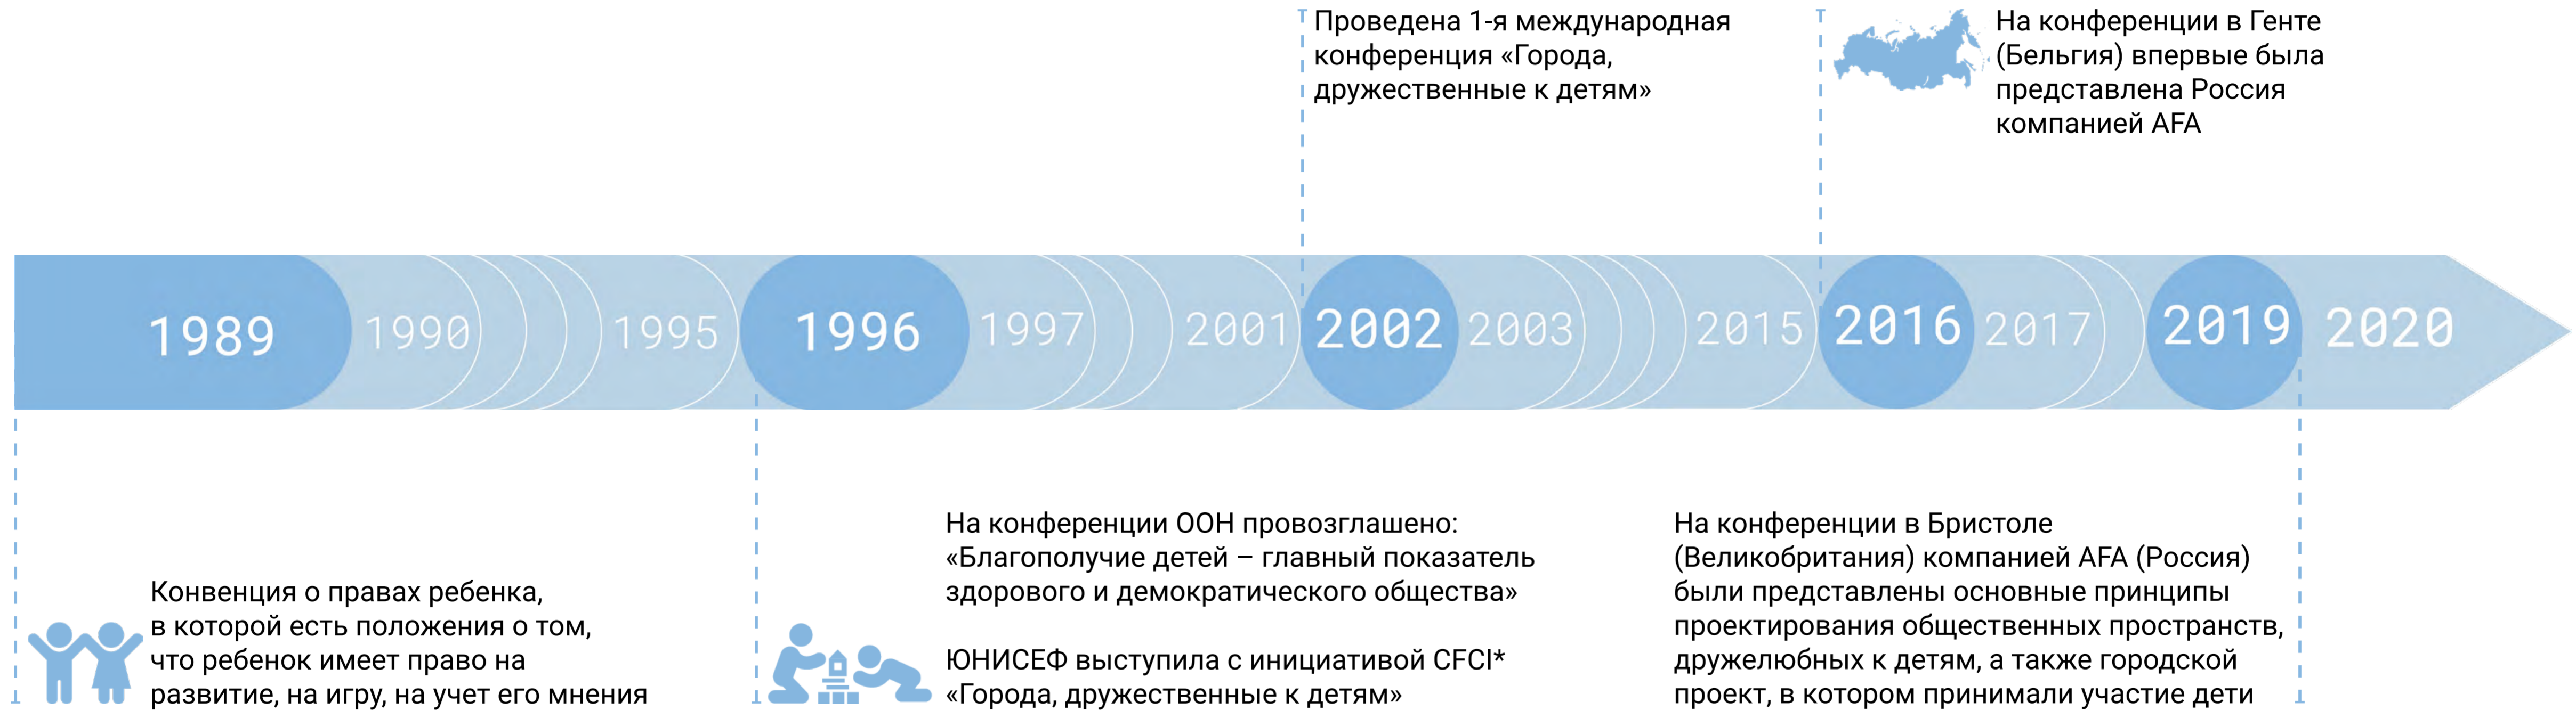 Проведена 1-я международная
конференция «Города,
дружественные к детям»
На конференции в Генте
(Бельгия) впервые была
представлена Россия
компанией AFA
1989
1990
1995
1996
1997
2001
2002
2003
2015
2016
2017
2019
2020
Конвенция о правах ребенка,
в которой есть положения о том,
что ребенок имеет право на
развитие, на игру, на учет его мнения
На конференции ООН провозглашено:
«Благополучие детей – главный показатель
здорового и демократического общества»
ЮНИСЕФ выступила с инициативой CFCI*
«Города, дружественные к детям»
На конференции в Бристоле
(Великобритания) компанией AFA (Россия)
были представлены основные принципы
проектирования общественных пространств,
дружелюбных к детям, а также городской
проект, в котором принимали участие дети